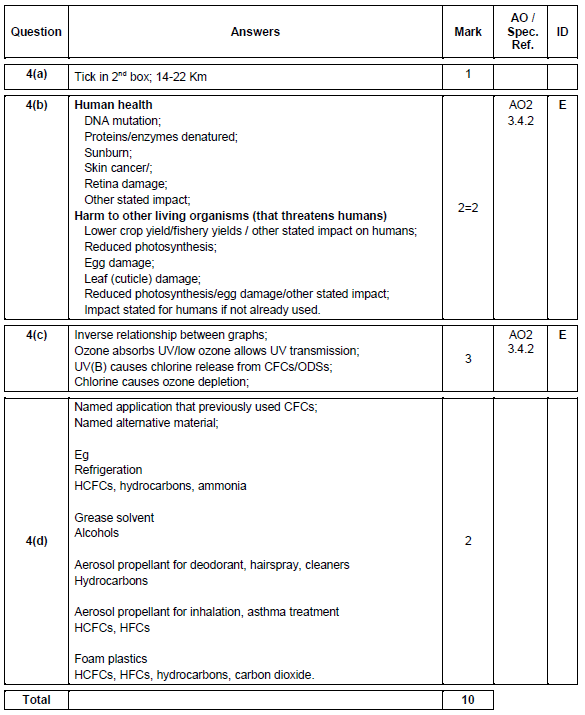 Question Answers Mark AO / Spec. Ref. ID
4(a) Tick in 2nd box; 14-22 Km 1
4(b) Human health AO2 E
DNA mutation; 3.4.2
Proteins/enzymes denatured;
Sunburn;
Skin cancer/;
Retina damage;
Other stated impact; 2=2
Harm to other living organisms (that threatens humans)
Lower crop yield/fishery yields / other stated impact on humans;
Reduced photosynthesis;
Egg damage;
Leaf (cuticle) damage;
Reduced photosynthesis/egg damage/other stated impact;
Impact stated for humans if not already used.
4(c) Inverse relationship between graphs; AO2 E
Ozone absorbs UV/low ozone allows UV transmission; 3.4.2
UV(B) causes chlorine release from CFCs/ODSs; 3
Chlorine causes ozone depletion;
Named application that previously used CFCs;
Named alternative material;
Eg
Refrigeration
HCFCs, hydrocarbons, ammonia
Grease solvent
Alcohols
4(d) 2
Aerosol propellant for deodorant, hairspray, cleaners
Hydrocarbons
Aerosol propellant for inhalation, asthma treatment
HCFCs, HFCs
Foam plastics
HCFCs, HFCs, hydrocarbons, carbon dioxide.
Total 10